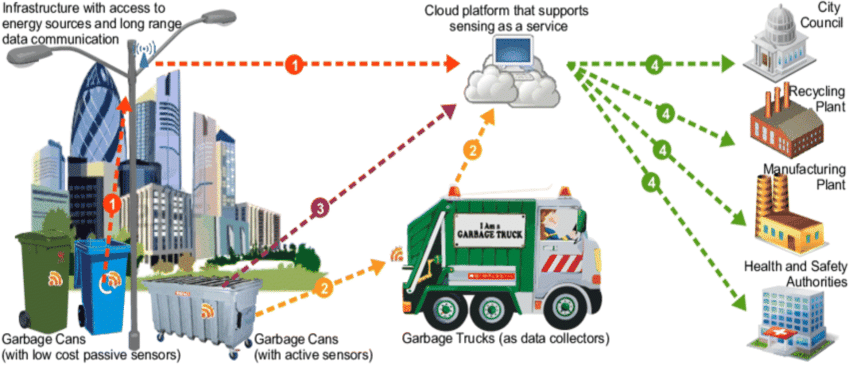 Infrastructure with access to
energy sources and long range
data communication
Cloud platform that supports
sensing as a service
City
Council
1
4
Recycling
Plant
4
2
4
Manufacturing
Plant
4
1
3
I Am a
GARBAGE TRUCK
2
Health and Safety
Authorities
Garbage Cans
(with low cost passive sensors)
Garbage Cans
(with active sensors)
Garbage Trucks (as data collectors)